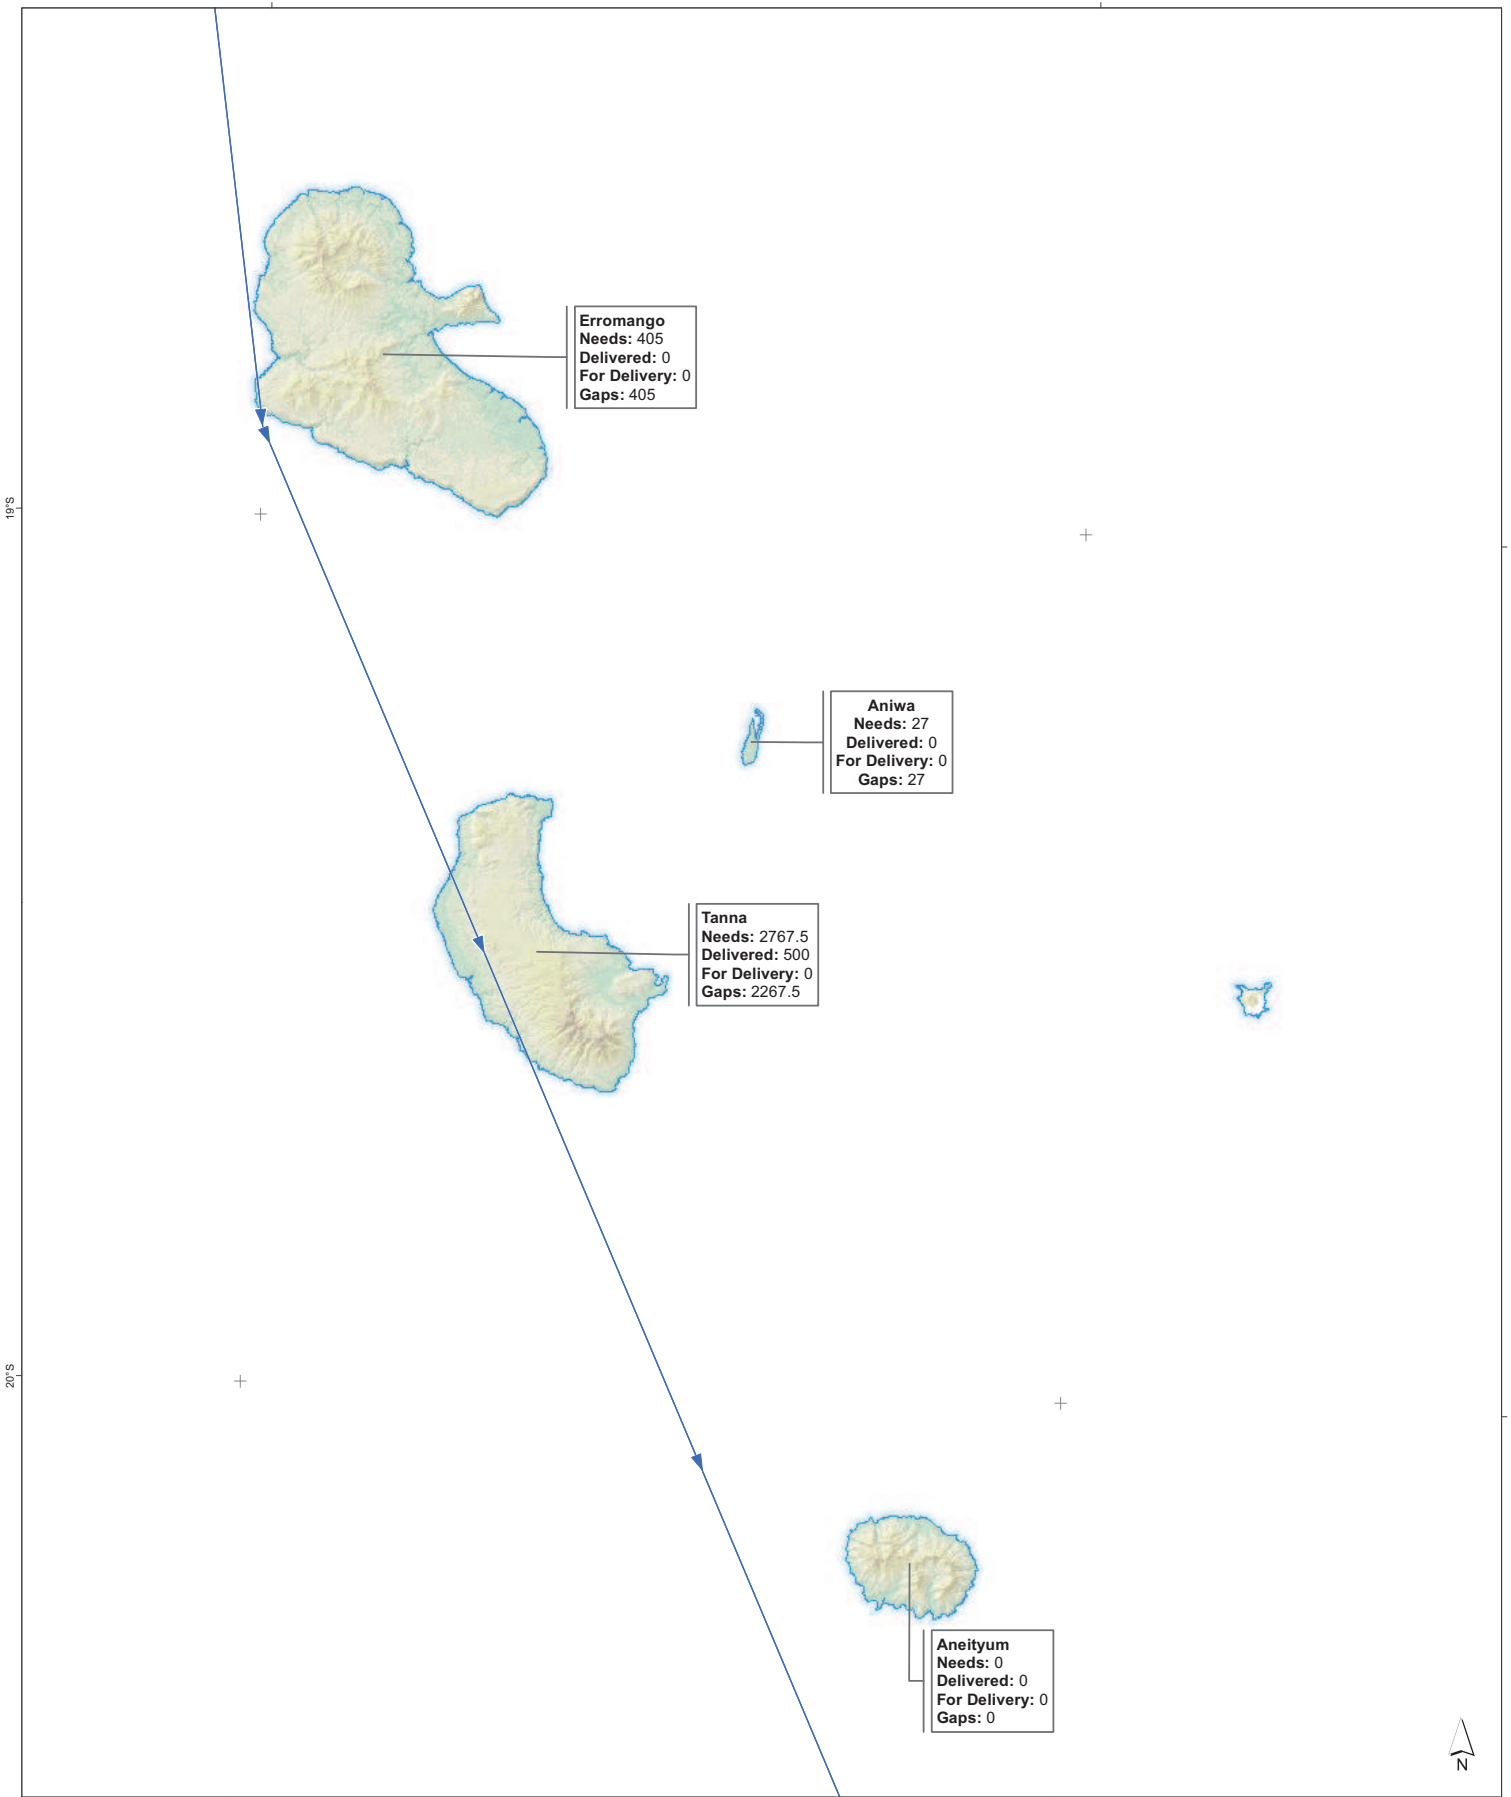 Erromango
Needs: 405
Delivered: 0
For Delivery: 0
Gaps: 405
19°S
Aniwa
Needs: 27
Delivered: 0
For Delivery: 0
Gaps: 27
Tanna
Needs: 2767.5
Delivered: 500
For Delivery: 0
Gaps: 2267.5
20°S
Aneityum
Needs: 0
Delivered: 0
For Delivery: 0
Gaps: 0
N